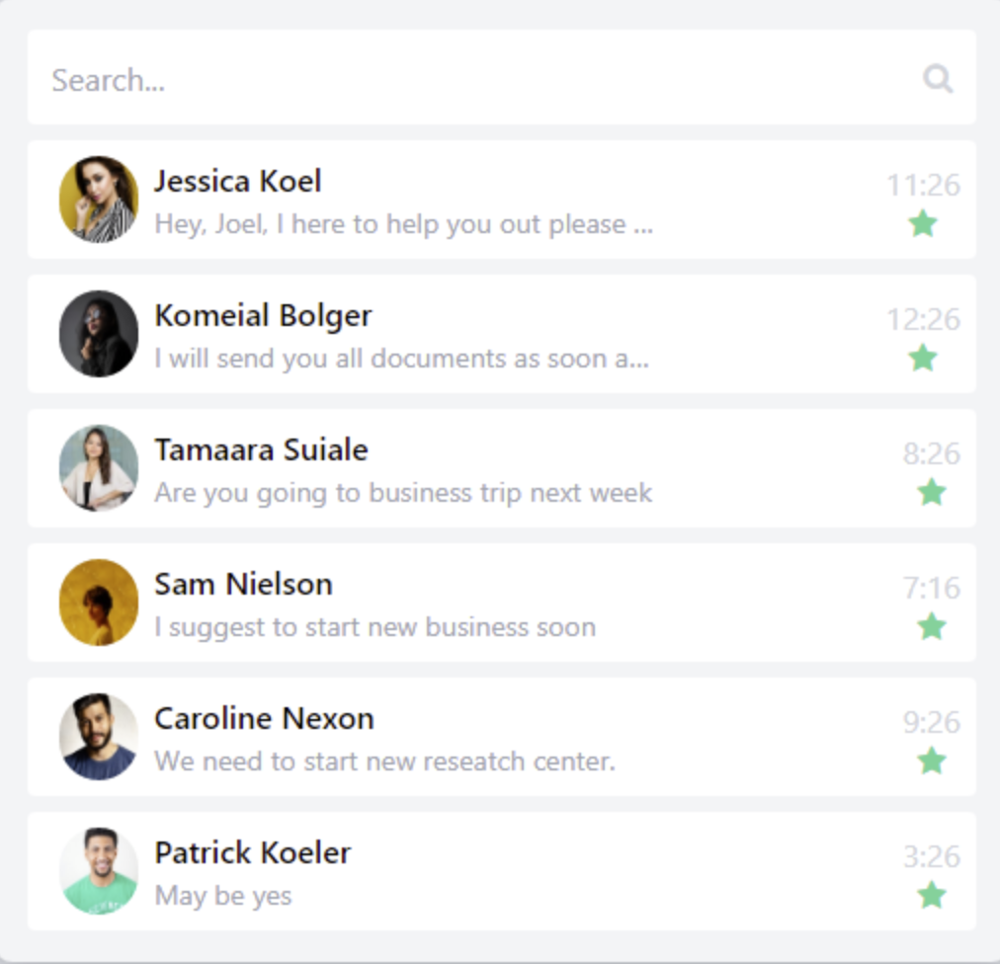 Search...
Jessica Koel
11:26
Hey, Joel, I here to help you out please ...
Komeial Bolger
12:26
I will send you all documents as soon a...
Tamaara Suiale
8:26
Are you going to business trip next week
Sam Nielson
7:16
I suggest to start new business soon
Caroline Nexon
9:26
We need to start new reseatch center.
Patrick Koeler
3:26
May be yes